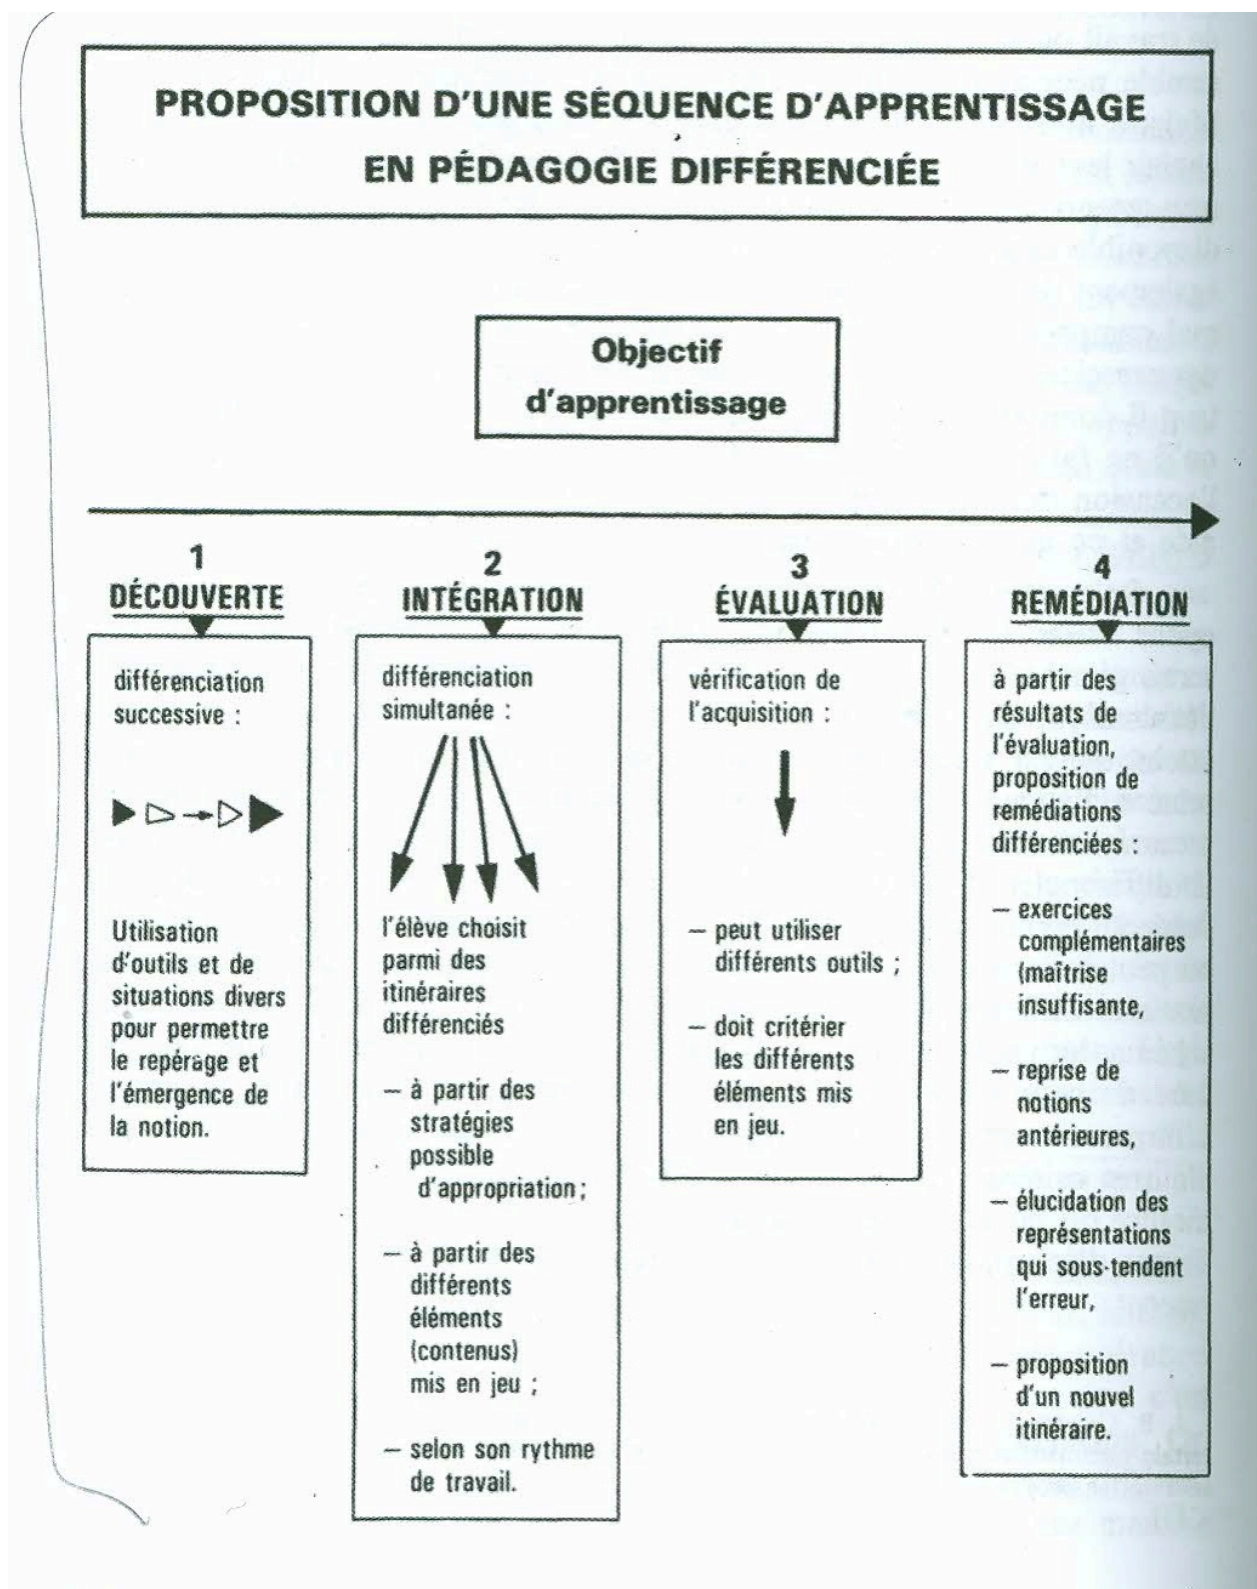 PROPOSITION D'UNE SÉQUENCE D'APPRENTISSAGE
EN PÉDAGOGIE DIFFÉRENCIÉE
Objectif
d'apprentissage
1
DÉCOUVERTE
différenciation
successive :
Utilisation
d'outils et de
situations divers
pour permettre
le repérage et
l'émergence de
la notion.
2
INTÉGRATION
différenciation
simultanée :
l'élève choisit
parmi des
itinéraires
différenciés
— à partir des
stratégies
possible
d'appropriation ;
— à partir des
différents
éléments
(contenus)
mis en jeu ;
— selon son rythme
de travail.
3
ÉVALUATION
vérification de
l'acquisition :
— peut utiliser
différents outils ;
— doit critérier
les différents
éléments mis
en jeu.
4
REMÉDIATION
à partir des
résultats de
l'évaluation,
proposition de
remédiations
différenciées :
— exercices
complémentaires
(maîtrise
insuffisante,
— reprise de
notions
antérieures,
— élucidation des
représentations
qui sous-tendent
l'erreur,
— proposition
d'un nouvel
itinéraire.